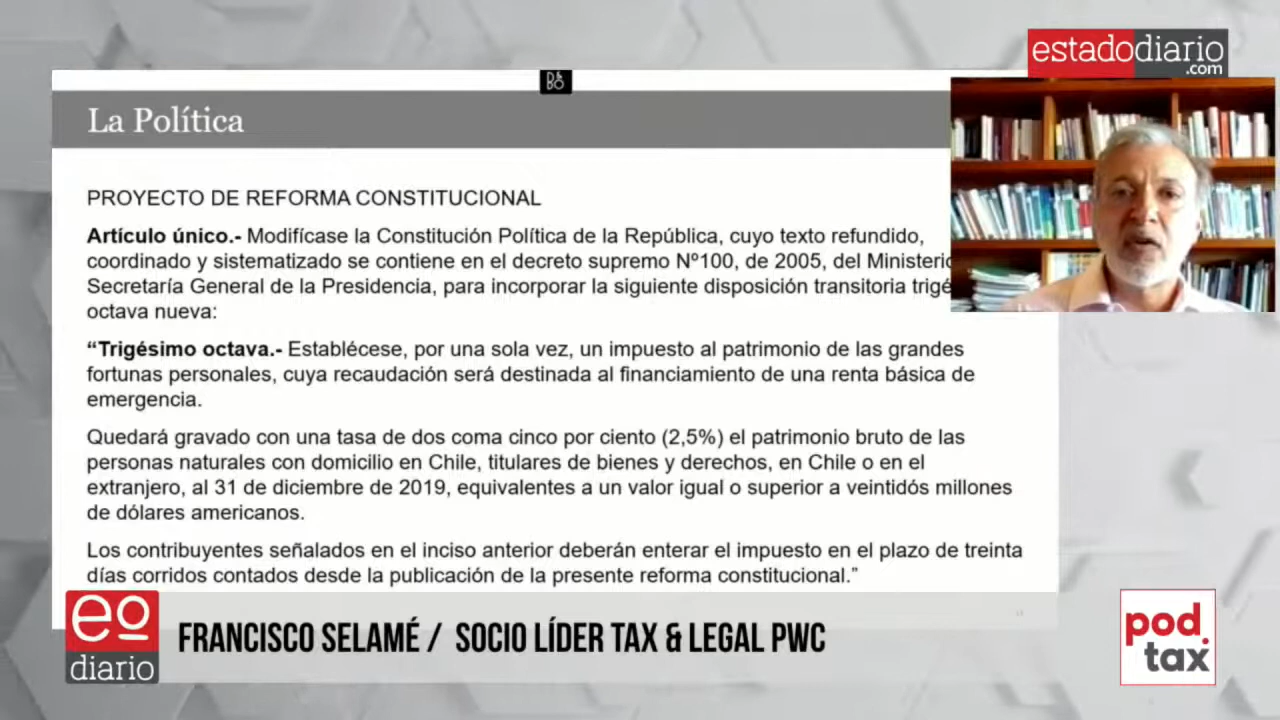 estadodiario
.com
D&
BO
La Política
PROYECTO DE REFORMA CONSTITUCIONAL
Artículo único.- Modifícase la Constitución Política de la República, cuyo texto refundido,
coordinado y sistematizado se contiene en el decreto supremo Nº100, de 2005, del Ministerio
Secretaría General de la Presidencia, para incorporar la siguiente disposición transitoria trigé
octava nueva:
“Trigésimo octava.- Establécese, por una sola vez, un impuesto al patrimonio de las grandes
fortunas personales, cuya recaudación será destinada al financiamiento de una renta básica de
emergencia.
Quedará gravado con una tasa de dos coma cinco por ciento (2,5%) el patrimonio bruto de las
personas naturales con domicilio en Chile, titulares de bienes y derechos, en Chile o en el
extranjero, al 31 de diciembre de 2019, equivalentes a un valor igual o superior a veintidós millones
de dólares americanos.
Los contribuyentes señalados en el inciso anterior deberán enterar el impuesto en el plazo de treinta
días corridos contados desde la publicación de la presente reforma constitucional.”
eo
diario
FRANCISCO SELAMÉ / SOCIO LÍDER TAX & LEGAL PWC
pod.
tax